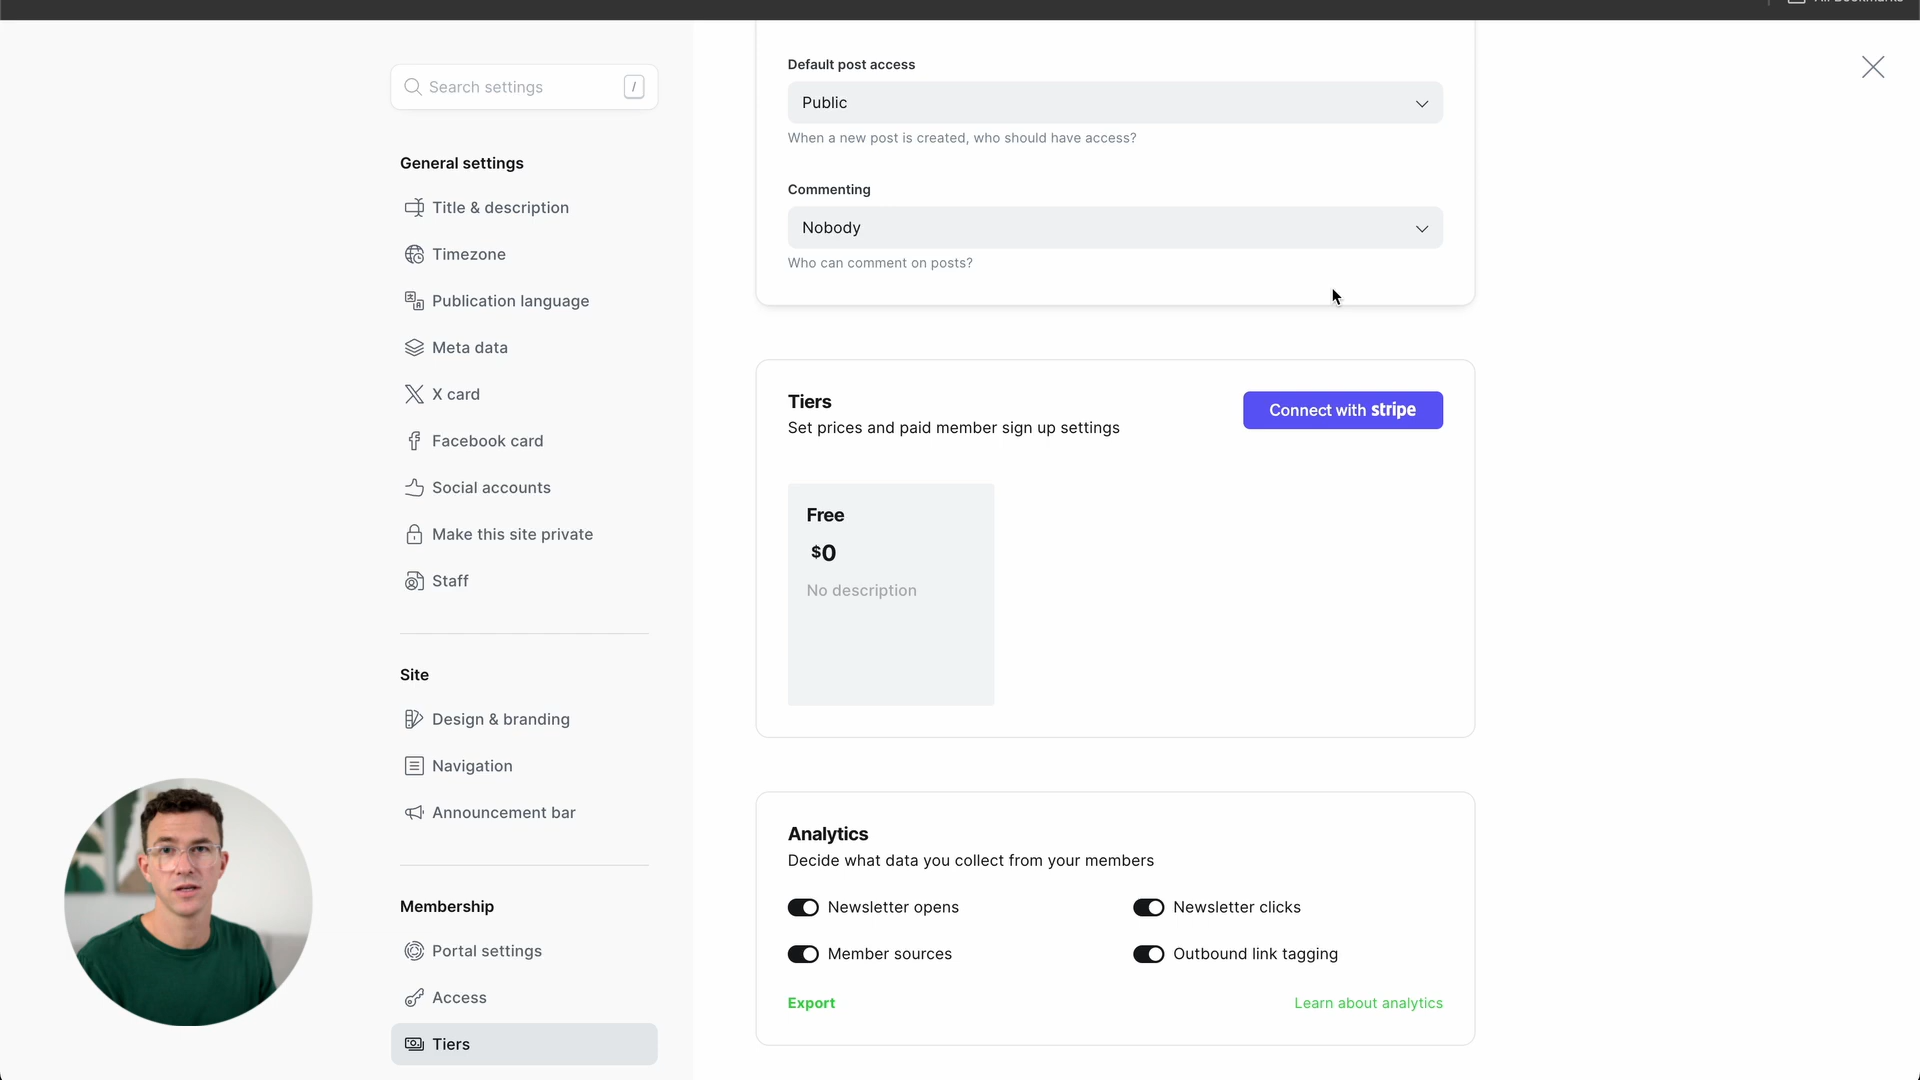 Search settings /
General settings
Title & description
Timezone
Publication language
Meta data
X card
Facebook card
Social accounts
Make this site private
Staff
Site
Design & branding
Navigation
Announcement bar
Membership
Portal settings
Access
Tiers
Default post access
Public
When a new post is created, who should have access?
Commenting
Nobody
Who can comment on posts?
Tiers
Set prices and paid member sign up settings
Connect with stripe
Free
$0
No description
Analytics
Decide what data you collect from your members
Newsletter opens
Newsletter clicks
Member sources
Outbound link tagging
Export
Learn about analytics